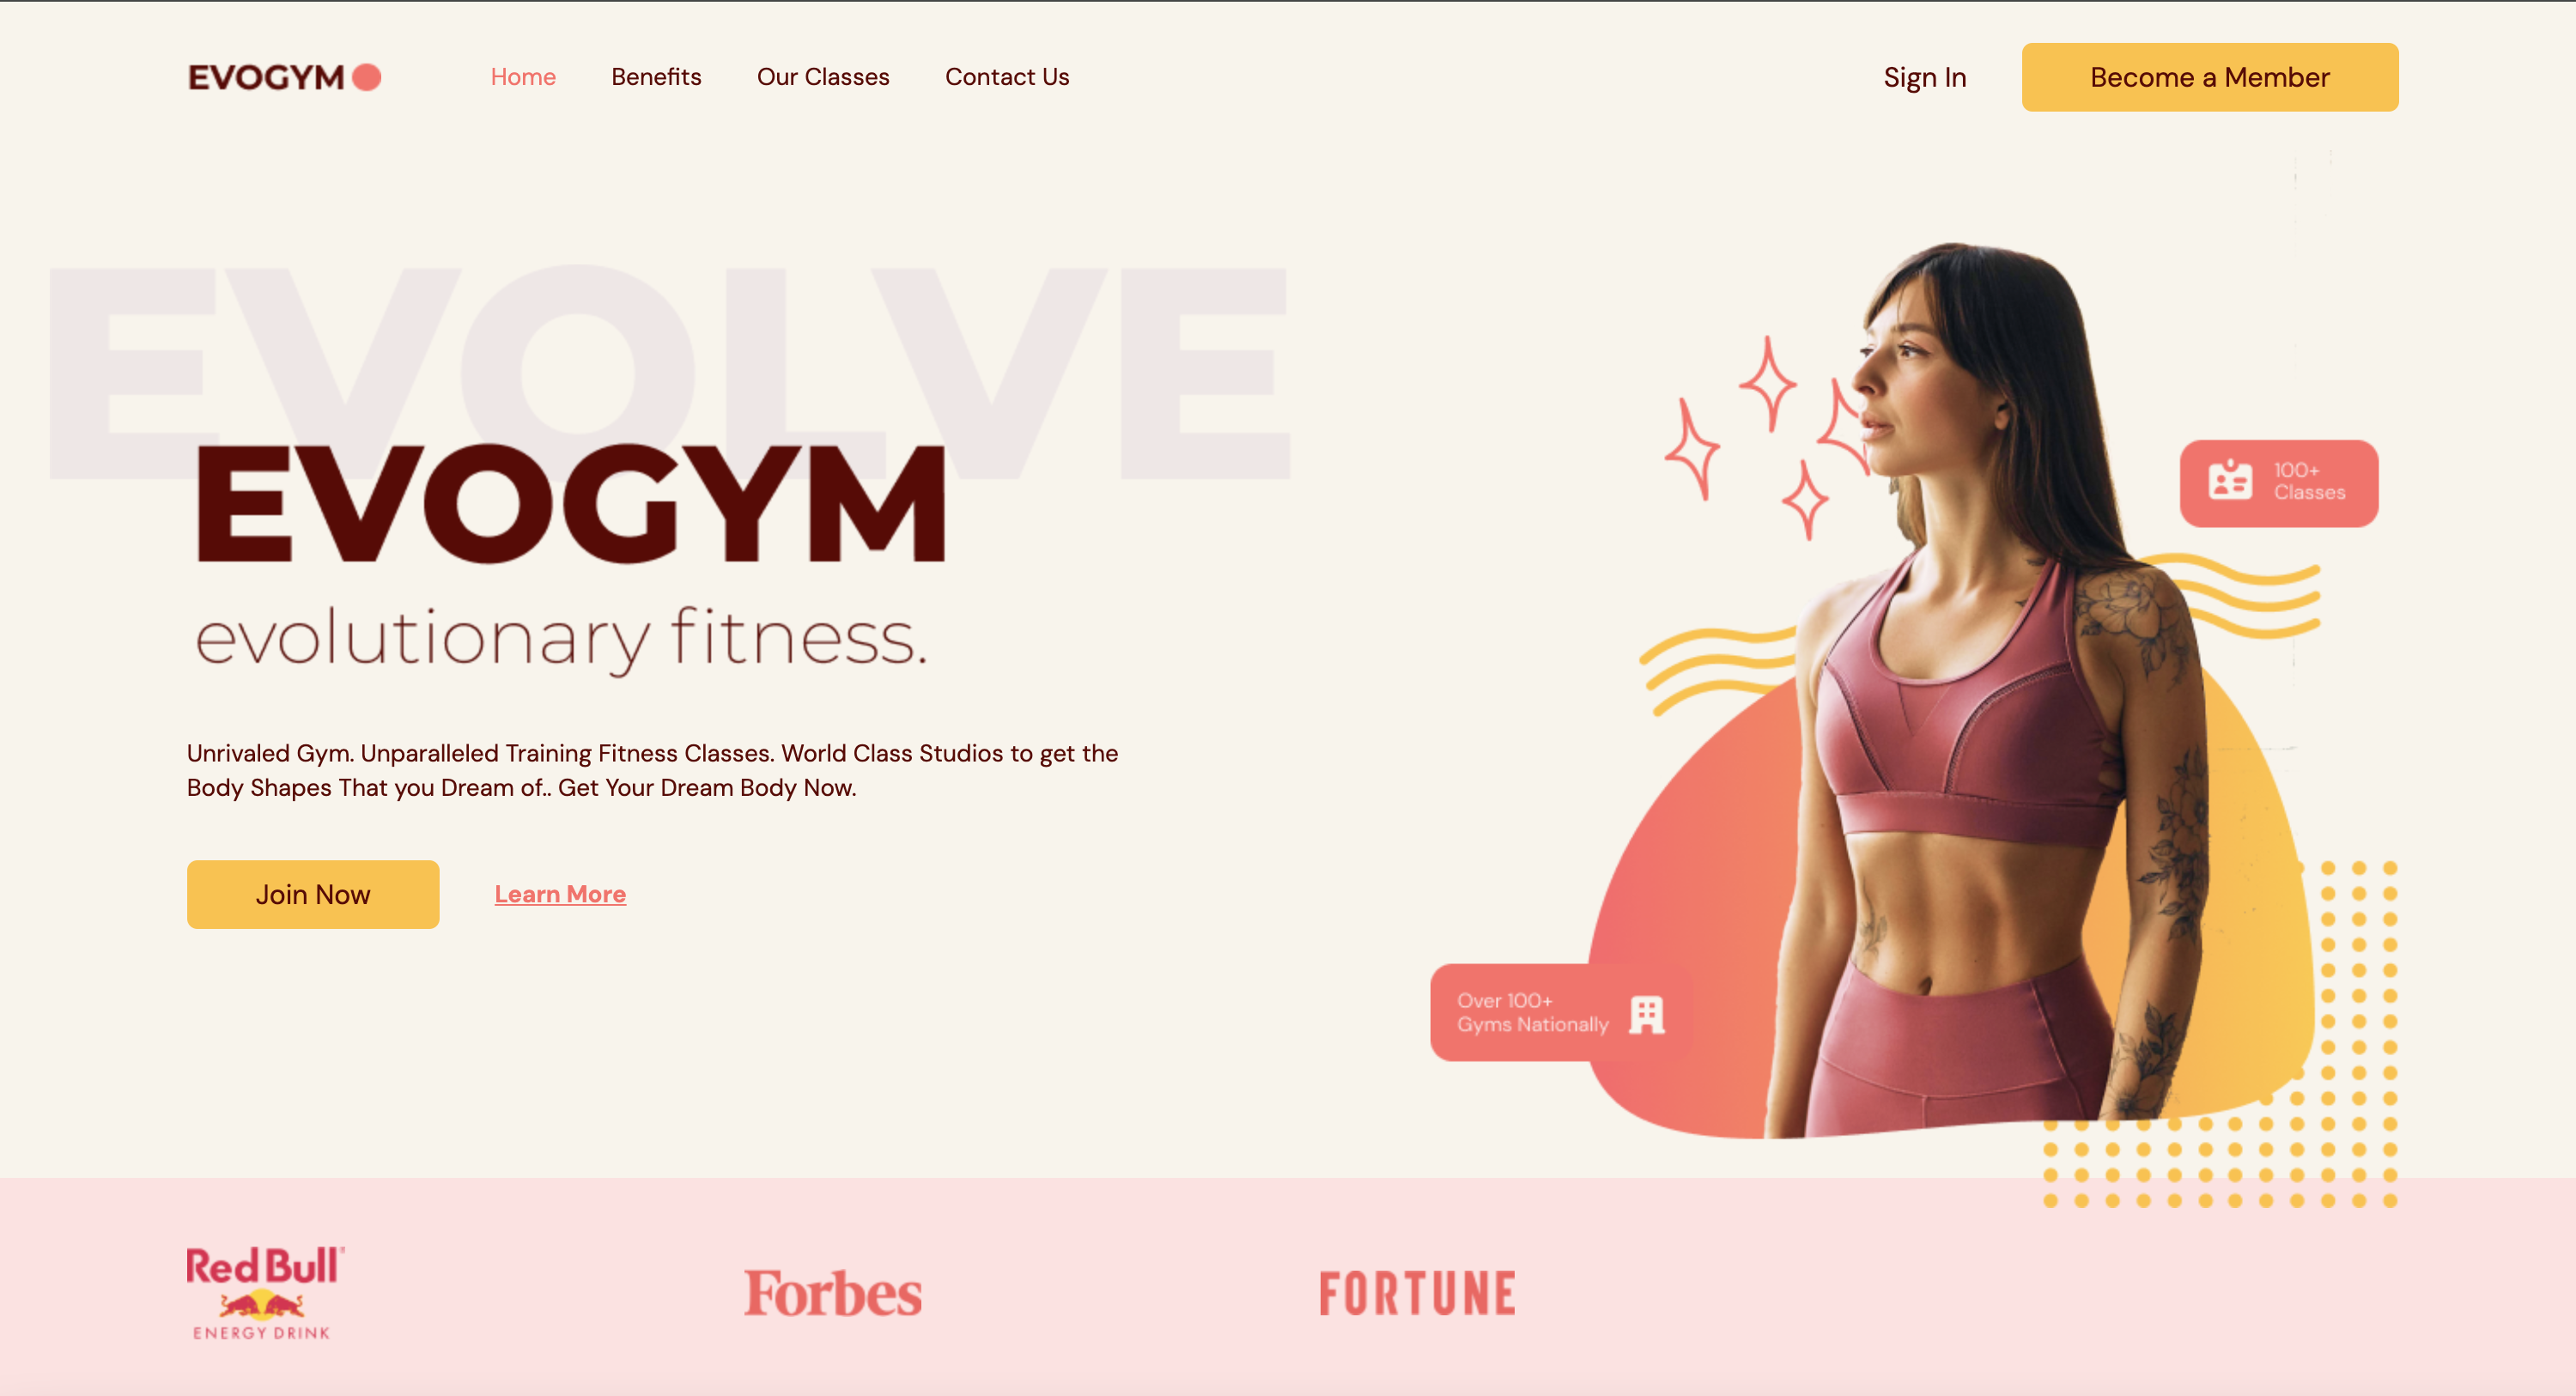 EVOGYM
Home
Benefits
Our Classes
Contact Us
Sign In
Become a Member
EVOLVE
EVOGYM
evolutionary fitness.
Unrivaled Gym. Unparalleled Training Fitness Classes. World Class Studios to get the
Body Shapes That you Dream of.. Get Your Dream Body Now.
Join Now
Learn More
100+
Classes
Over 100+
Gyms Nationally
Red Bull
ENERGY DRINK
Forbes
FORTUNE